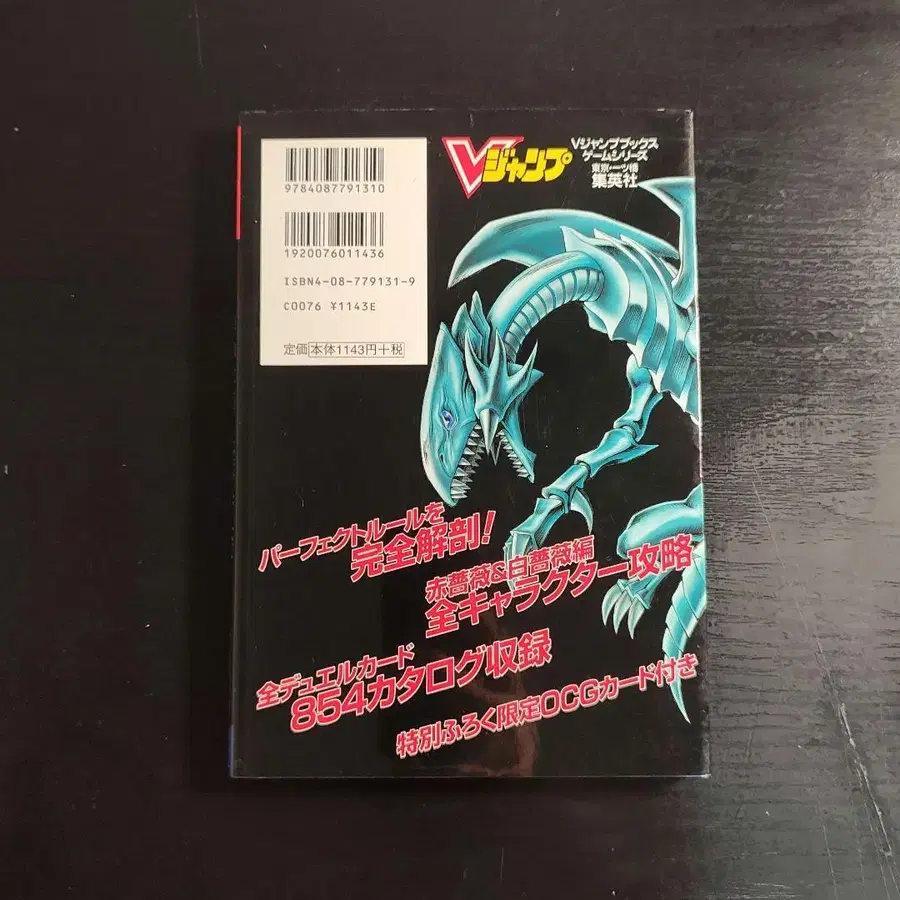 9784087791310
1920076011436
ISBN4-08-779131-9
C0076 ¥1143E
定価 本体1143円+税
Vジャンプ
Vジャンプブックス
ゲームシリーズ
東京・一ツ橋
集英社
パーフェクトルールを
完全解剖!
赤薔薇&白薔薇編
全キャラクター攻略
全デュエルカード
854カタログ収録
特別ふろく限定OCGカード付き